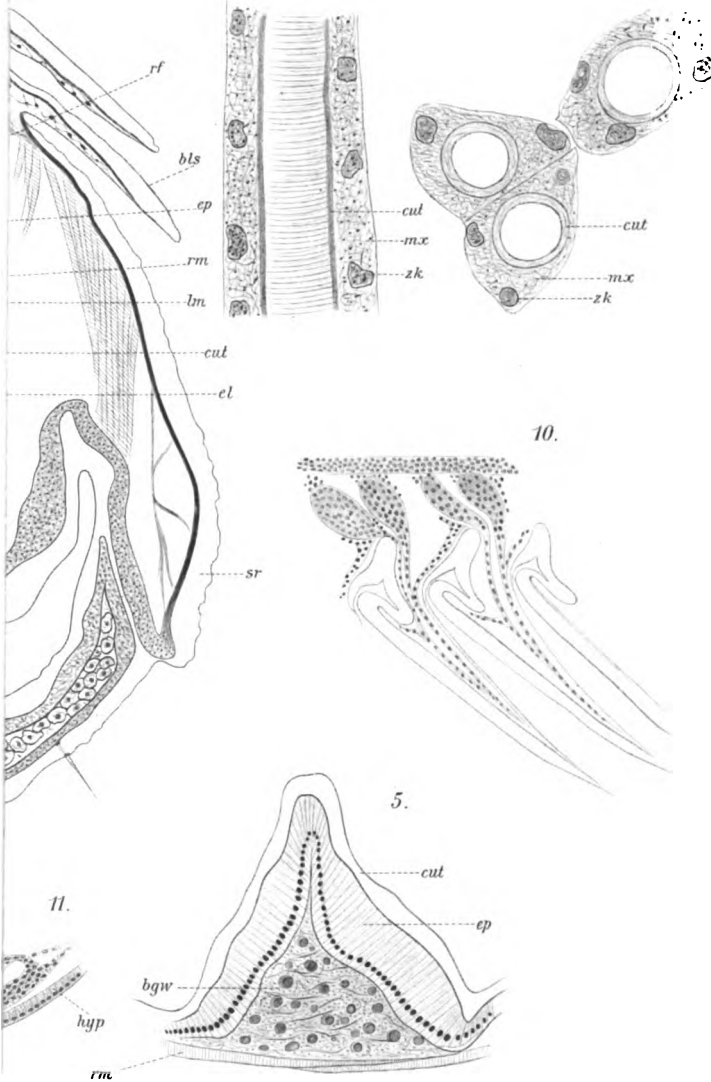 rf
bls
ep
rm
lm
cut
el
sr
cut
mx
zk
cut
mx
zk
10.
5.
cut
ep
bgw
rm
11.
hyp